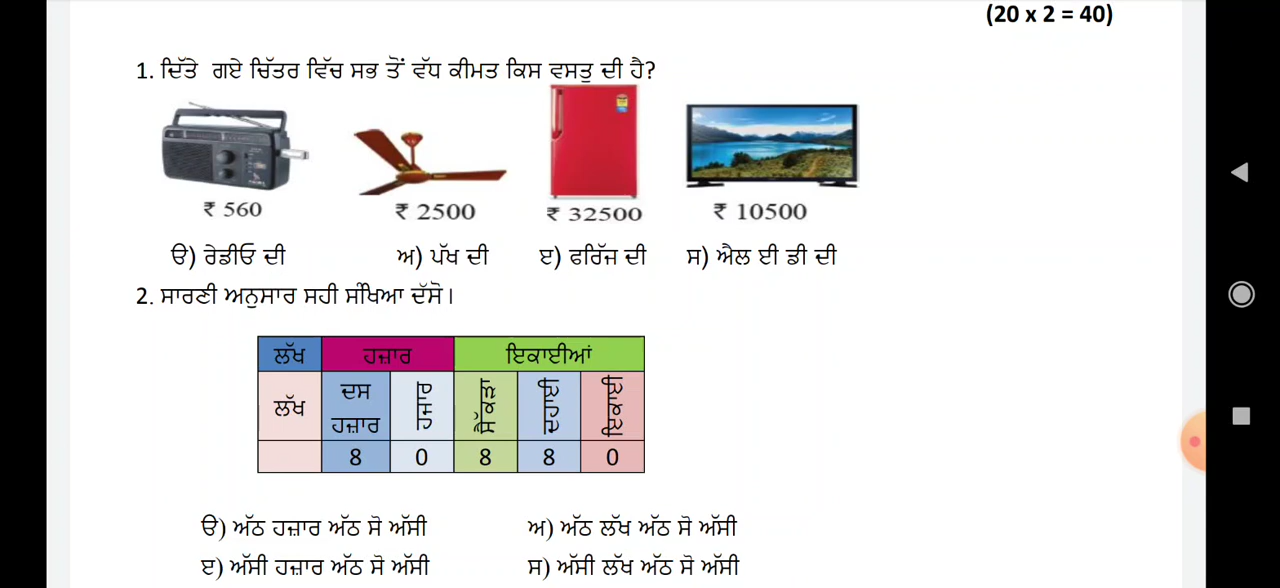 (20 x 2 = 40)
1. ਦਿੱਤੇ ਗਏ ਚਿੱਤਰ ਵਿੱਚ ਸਭ ਤੋਂ ਵੱਧ ਕੀਮਤ ਕਿਸ ਵਸਤੂ ਦੀ ਹੈ?
₹ 560 ₹ 2500 ₹ 32500 ₹ 10500
ੳ) ਰੇਡੀਓ ਦੀ ਅ) ਪੱਖ ਦੀ ੲ) ਫਰਿੱਜ ਦੀ ਸ) ਐਲ ਈ ਡੀ ਦੀ
2. ਸਾਰਣੀ ਅਨੁਸਾਰ ਸਹੀ ਸੰਖਿਆ ਦੱਸੋ।
ਲੱਖ ਹਜ਼ਾਰ ਇਕਾਈਆਂ
ਲੱਖ ਦਸ ਹਜ਼ਾਰ ਹਜਾਰ ਸੈਂਕੜਾ ਦਹਾਈ ਇਕਾਈ
8 0 8 8 0
ੳ) ਅੱਠ ਹਜ਼ਾਰ ਅੱਠ ਸੋ ਅੱਸੀ ਅ) ਅੱਠ ਲੱਖ ਅੱਠ ਸੋ ਅੱਸੀ
ੲ) ਅੱਸੀ ਹਜ਼ਾਰ ਅੱਠ ਸੋ ਅੱਸੀ ਸ) ਅੱਸੀ ਲੱਖ ਅੱਠ ਸੋ ਅੱਸੀ